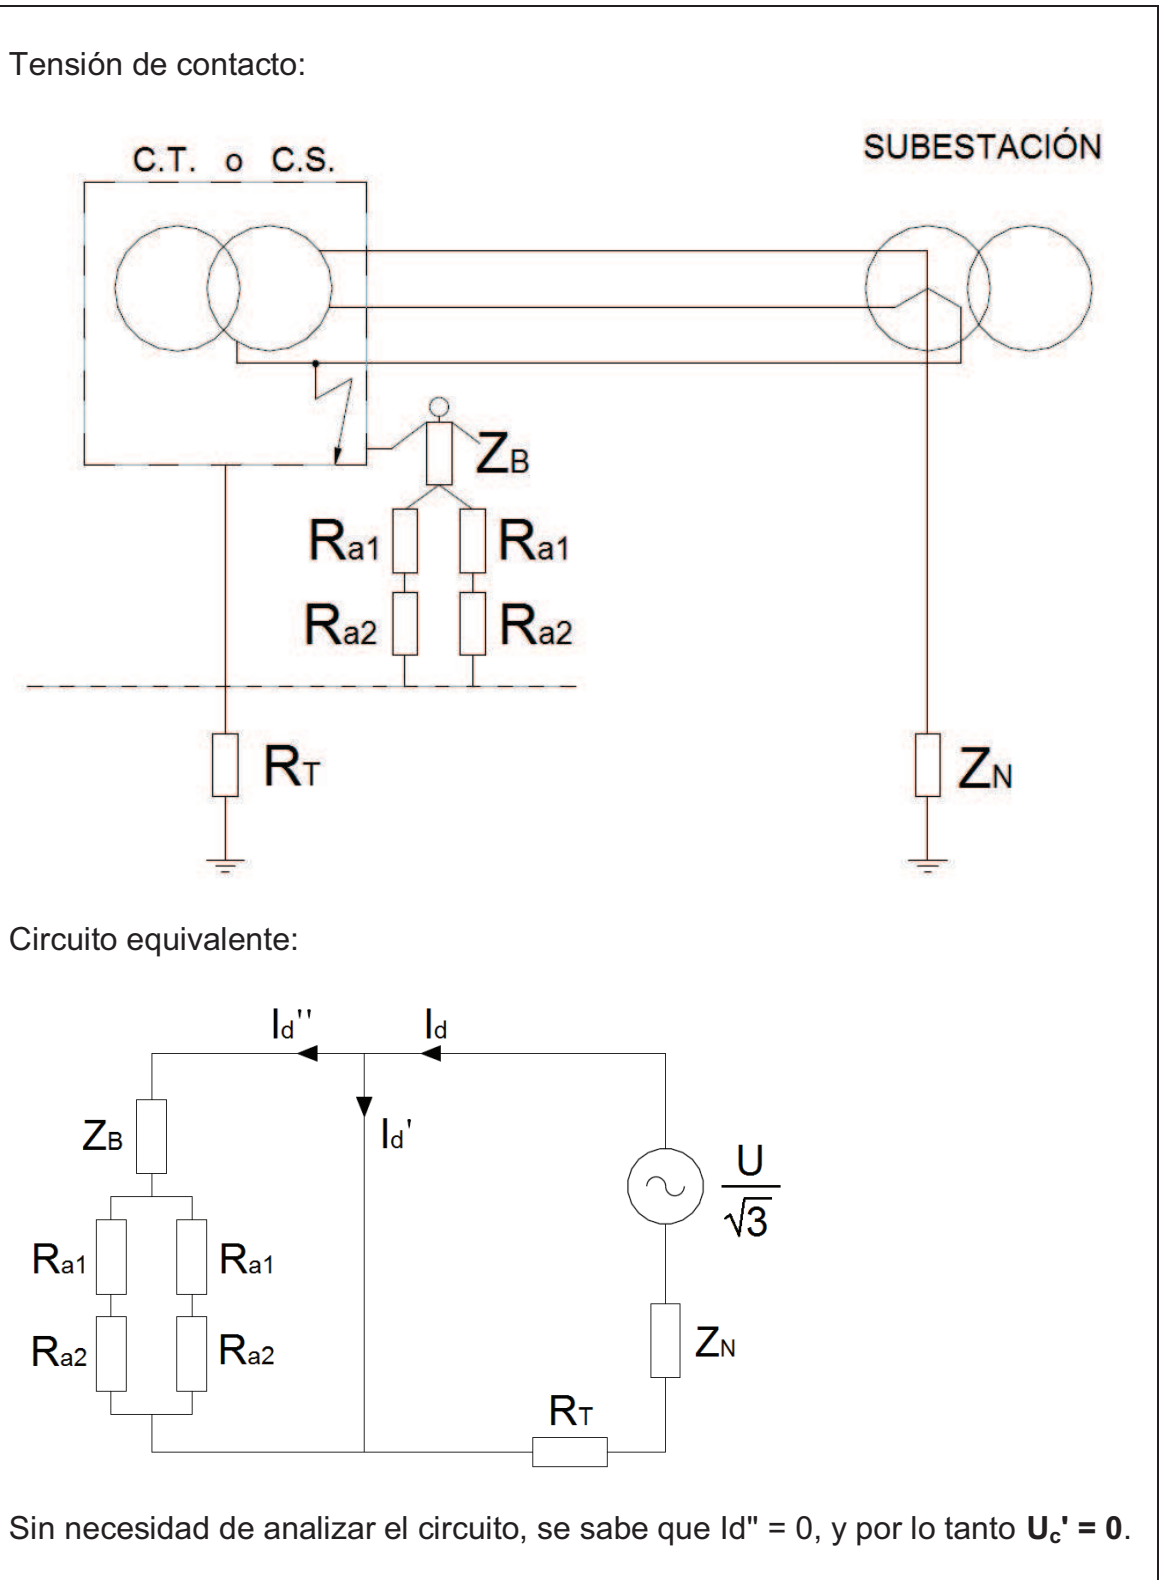 Tensión de contacto:
C.T. o C.S.
SUBESTACIÓN
ZB
Ra1 Ra1
Ra2 Ra2
RT
ZN
Circuito equivalente:
Id'' Id
ZB
Id'
U
√3
Ra1 Ra1
Ra2 Ra2
ZN
RT
Sin necesidad de analizar el circuito, se sabe que Id" = 0, y por lo tanto Uc' = 0.